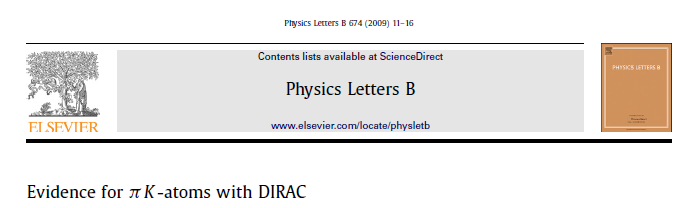 Physics Letters B 674 (2009) 11–16
Contents lists available at ScienceDirect
Physics Letters B
www.elsevier.com/locate/physletb
ELSEVIER
PHYSICS LETTERS B
Evidence for πK-atoms with DIRAC